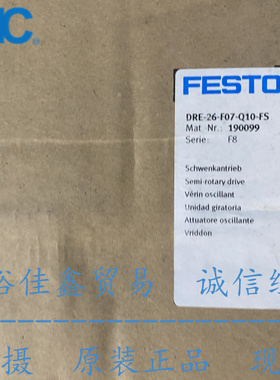 FESTO
DRE-26-F07-Q10-FS
Mat. Nr.: 190099
Serie: F8
Schwenkantrieb
Semi-rotary drive
Vérin oscillant
Unidad giratoria
Attuatore oscillante
Vriddon
佳鑫贸易 诚信
摄 原装正品